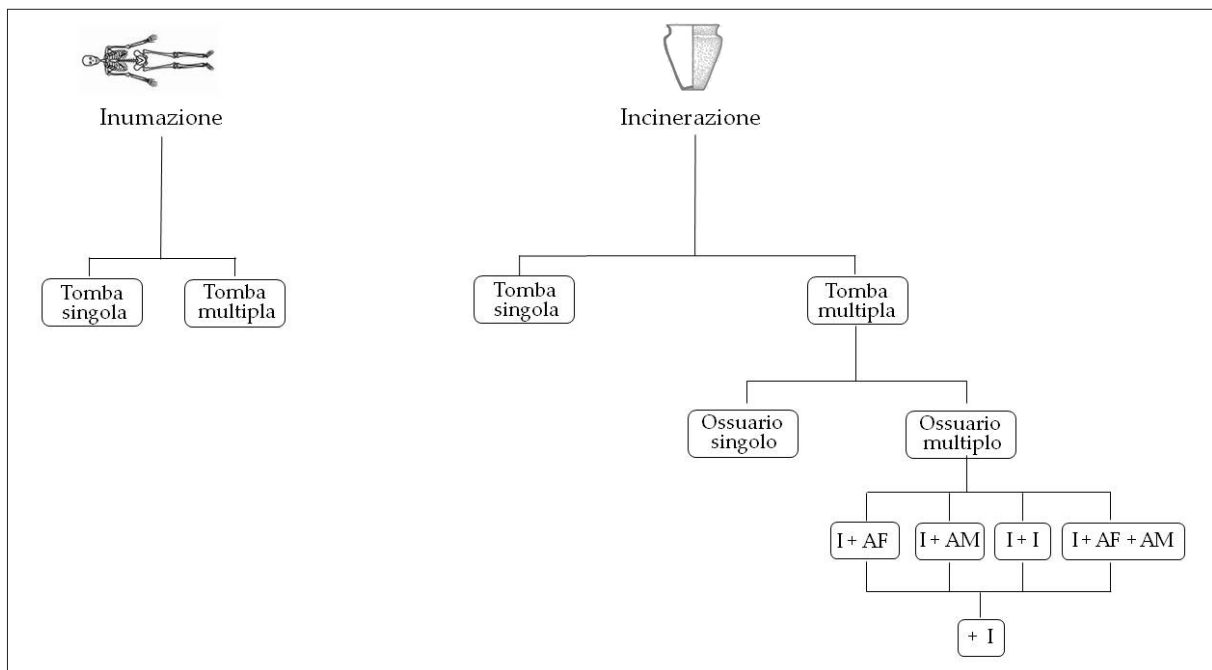 Inumazione
Incinerazione
Tomba
singola
Tomba
multipla
Tomba
singola
Tomba
multipla
Ossuario
singolo
Ossuario
multiplo
I + AF
I + AM
I + I
I + AF + AM
+ I